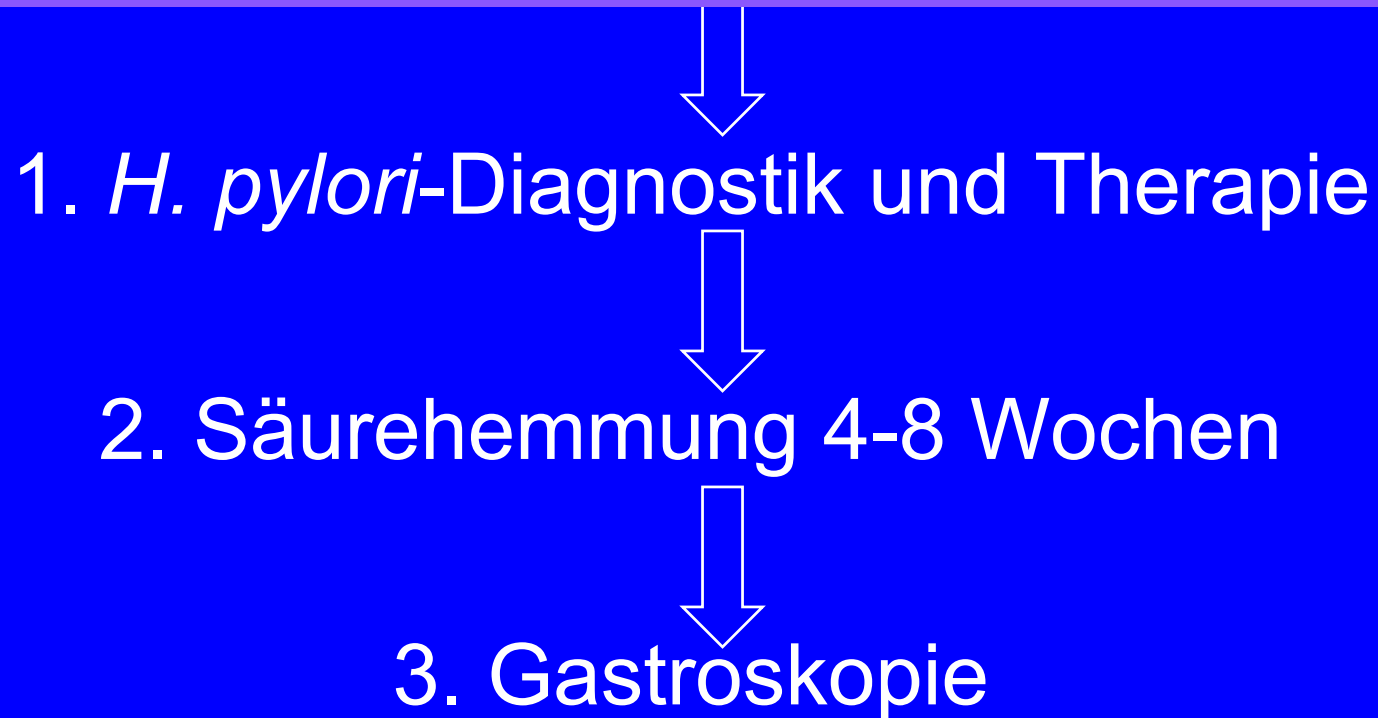 1. H. pylori-Diagnostik und Therapie
2. Säurehemmung 4-8 Wochen
3. Gastroskopie